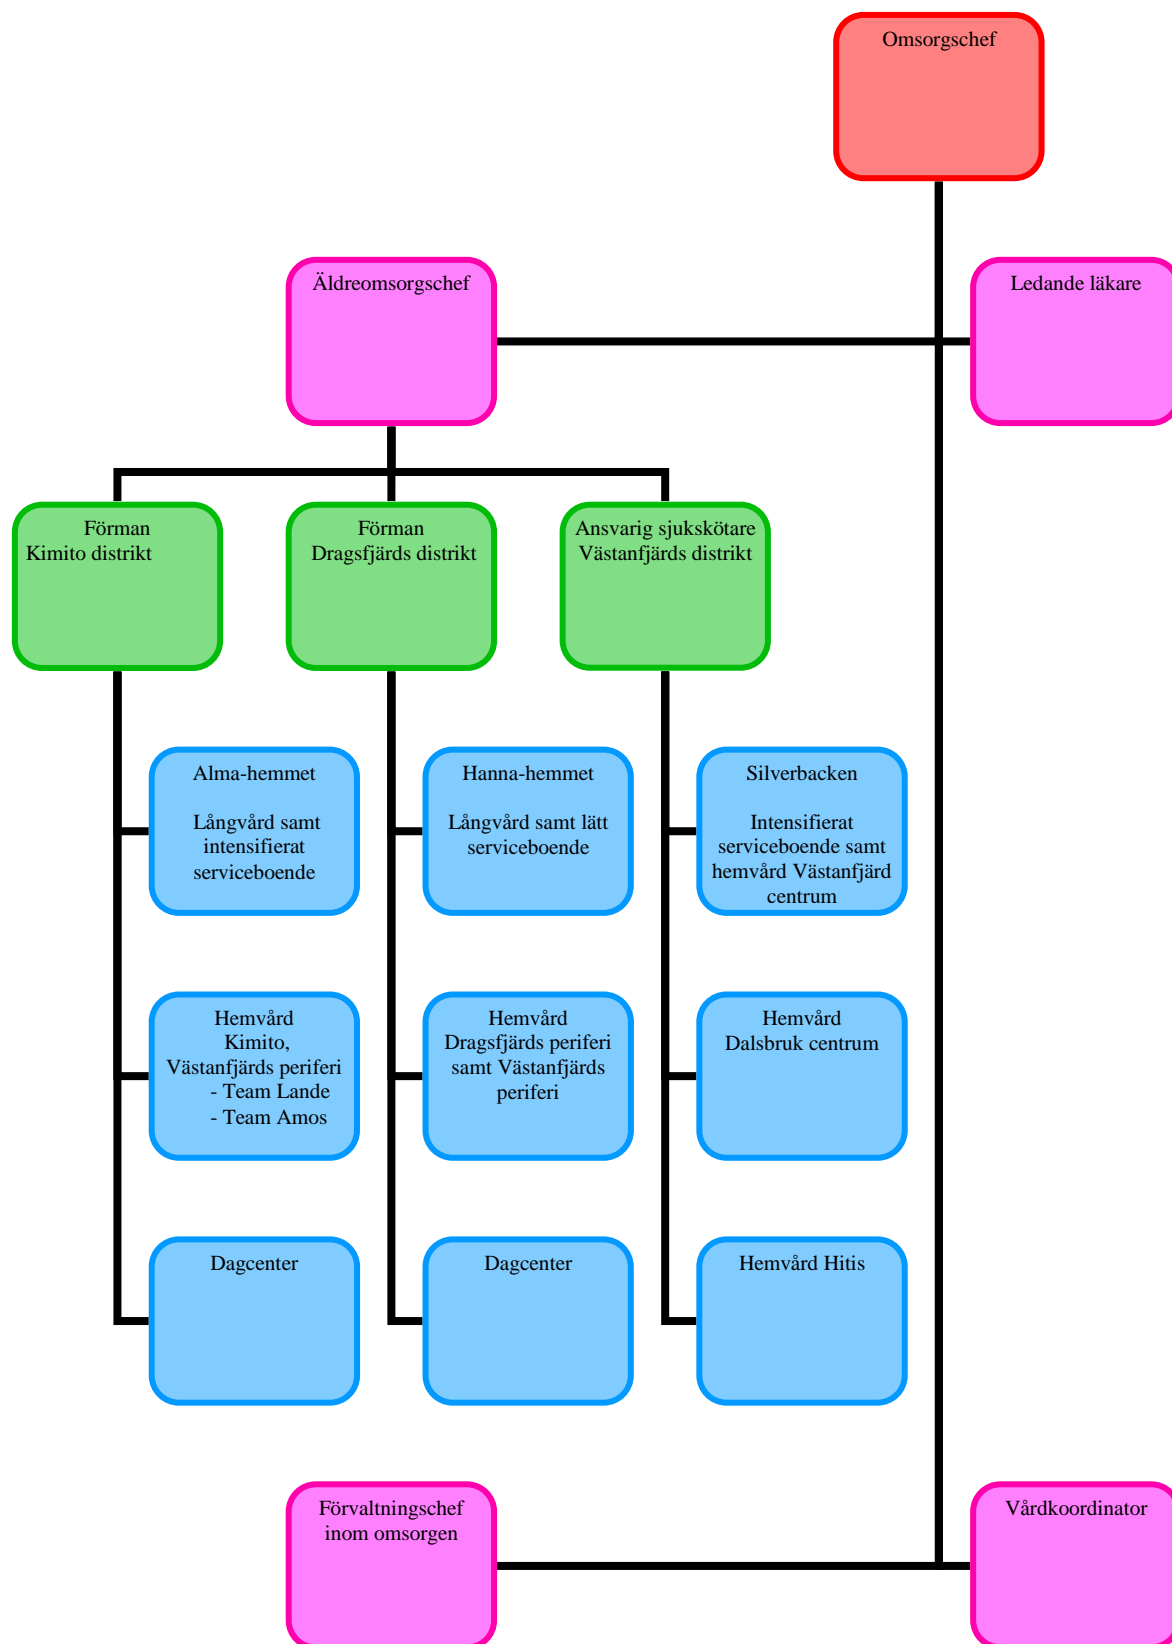 Omsorgschef
Äldreomsorgschef
Ledande läkare
Förman
Kimito distrikt
Förman
Dragsfjärds distrikt
Ansvarig sjukskötare
Västanfjärds distrikt
Alma-hemmet
Långvård samt
intensifierat
serviceboende
Hanna-hemmet
Långvård samt lätt
serviceboende
Silverbacken
Intensifierat
serviceboende samt
hemvård Västanfjärd
centrum
Hemvård
Kimito,
Västanfjärds periferi
- Team Lande
- Team Amos
Hemvård
Dragsfjärds periferi
samt Västanfjärds
periferi
Hemvård
Dalsbruk centrum
Dagcenter
Dagcenter
Hemvård Hitis
Förvaltningschef
inom omsorgen
Vårdkoordinator